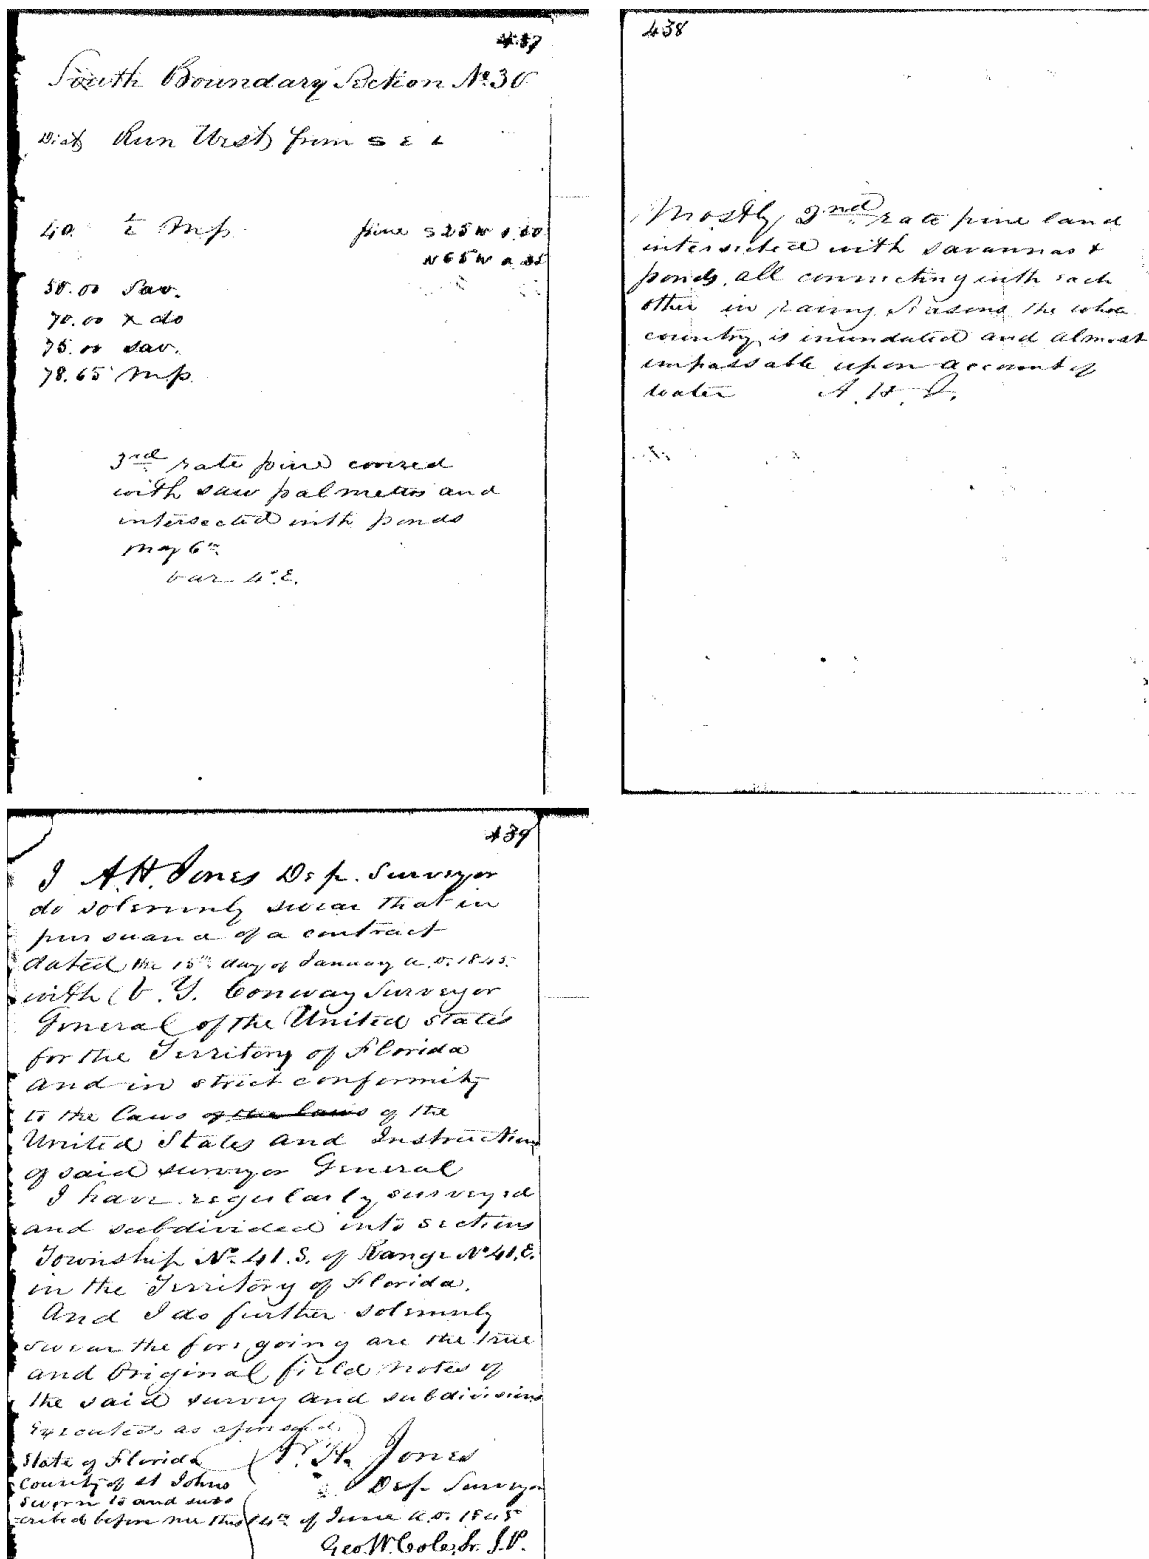 437
South Boundary Section No. 30
Dist Run West from S E C
40. ½ M p. pine S 25 W 0.50
N 65 W 0.35
50.00 Sav.
70.00 X do
75.00 Sav.
78.65 M p.
3rd rate pine covered
with saw palmetto and
intersected with ponds
May 6th
Var 4° E.
438
Mostly 2nd rate pine land
intersected with savannas &
ponds, all connecting with each
other in rainy Seasons the whole
country is inundated and almost
impassable upon account of
water A. H. J.
439
I A. H. Jones Dep. Surveyor
do solemnly swear that in
pursuance of a contract
dated the 15th day of January A.D. 1845.
with V. Y. Conway Surveyor
General of the United States
for the Territory of Florida
and in strict conformity
to the Laws of the laws of the
United States and Instructions
of said surveyor General
I have regularly surveyed
and subdivided into sections
Township No. 41. S. of Range No 41. E.
in the Territory of Florida.
And I do further solemnly
swear the foregoing are the true
and Original field notes of
the said survey and subdivisions
Executed as aforesaid.
State of Florida A. H. Jones
County of St Johns Dep. Surveyor
Sworn to and subs
cribed before me this 4th of June A.D. 1845
Geo. W. Cole, Jr. J.P.